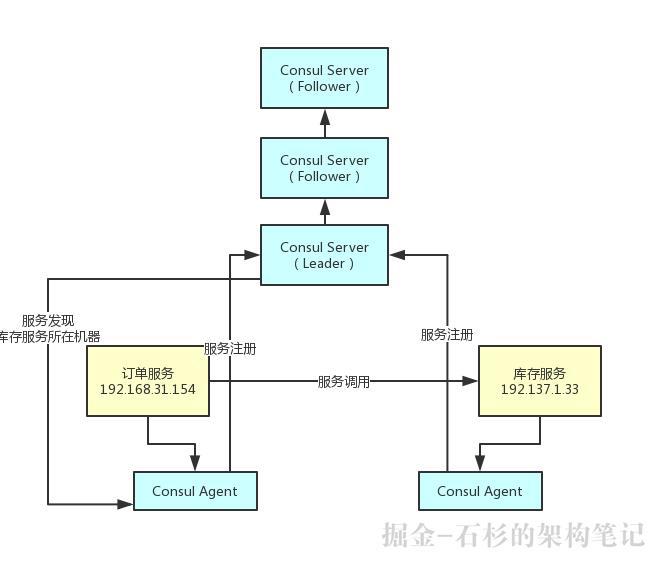 Consul Server
( Follower )
Consul Server
( Follower )
Consul Server
( Leader )
服务发现
库存服务所在机器
服务注册
服务注册
订单服务
192.168.31.154
服务调用
库存服务
192.137.1.33
Consul Agent
Consul Agent
掘金-石杉的架构笔记